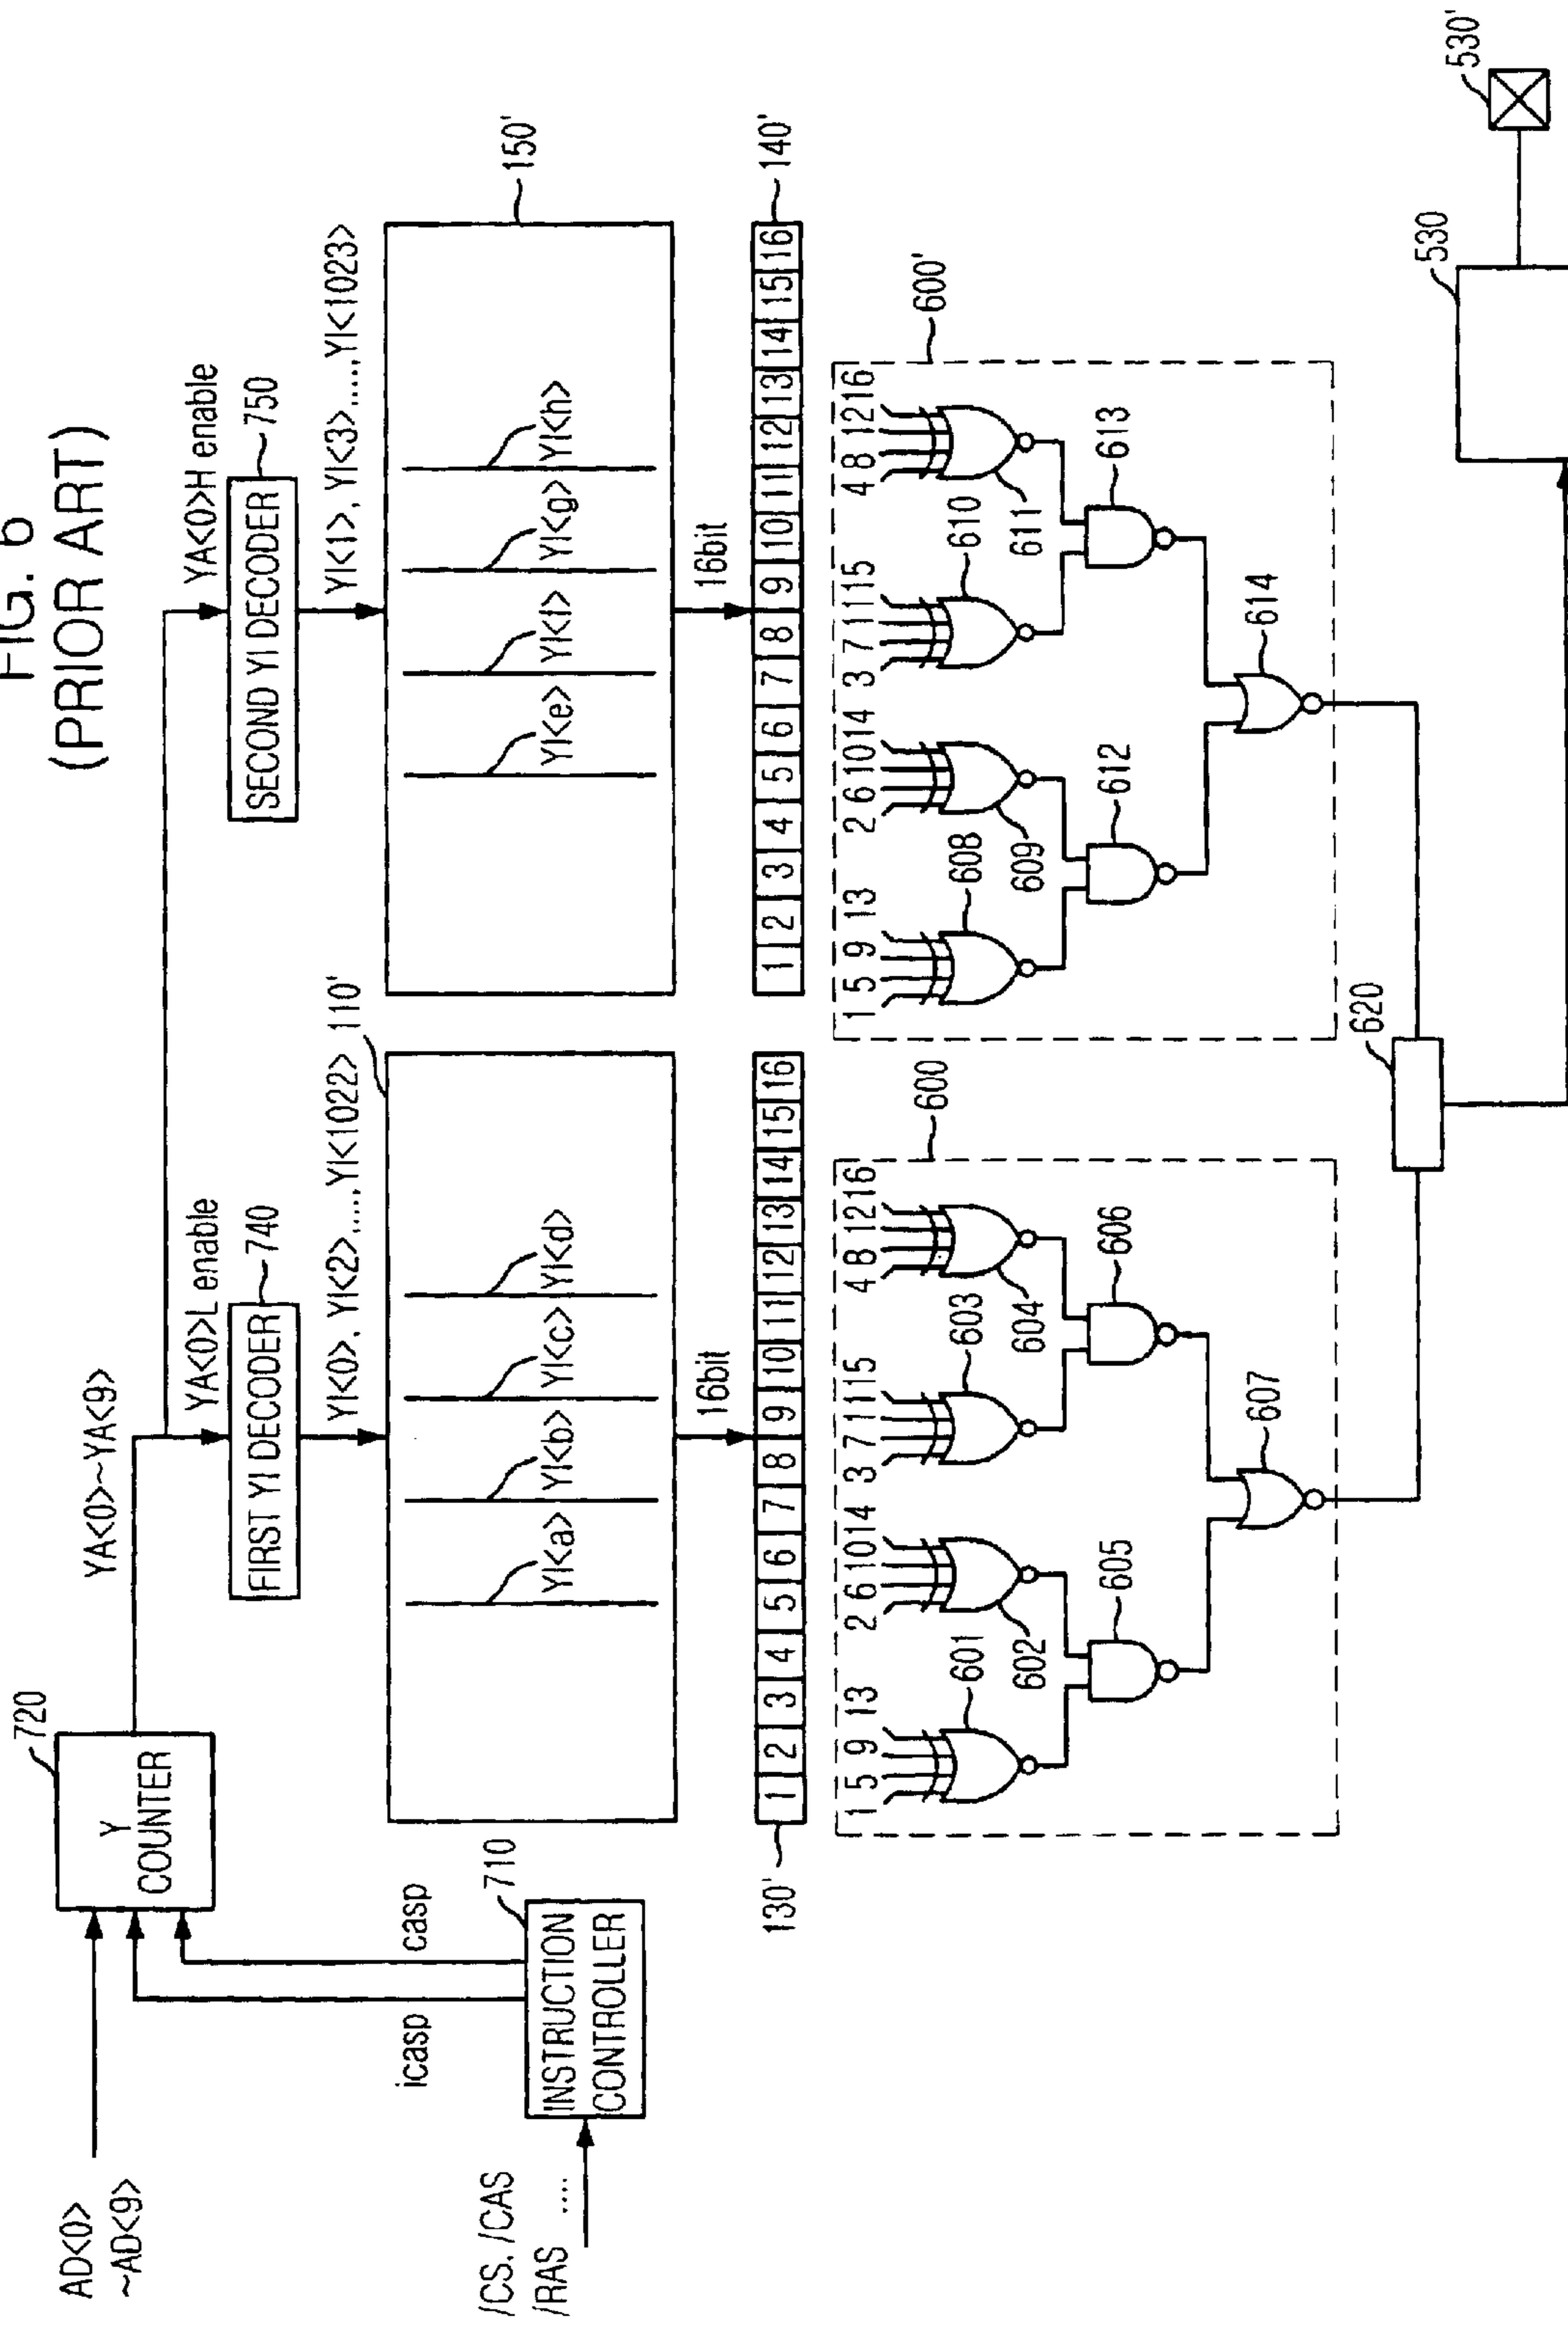 FIG. 6
(PRIOR ART)
AD<0>
~AD<9>
720
Y
COUNTER
YA<0>~YA<9>
icasp
casp
710
INSTRUCTION
CONTROLLER
/CS. /CAS
/RAS ....
YA<0>L enable
FIRST YI DECODER
740
YA<0>H enable
SECOND YI DECODER
750
YI<0>, YI<2>.....,YI<1022>
110'
YI<1>, YI<3>.....,YI<1023>
150'
YI<a>
YI<b>
YI<c>
YI<d>
YI<e>
YI<f>
YI<g>
YI<h>
16bit
16bit
130'
1 2 3 4 5 6 7 8 9 10 11 12 13 14 15 16
1 2 3 4 5 6 7 8 9 10 11 12 13 14 15 16
140'
600
1 5 9 13
2 6 10 14
3 7 11 15
4 8 12 16
601
602
603
604
605
606
607
600'
1 5 9 13
2 6 10 14
3 7 11 15
4 8 12 16
608
609
610
611
612
613
614
620
530
530'